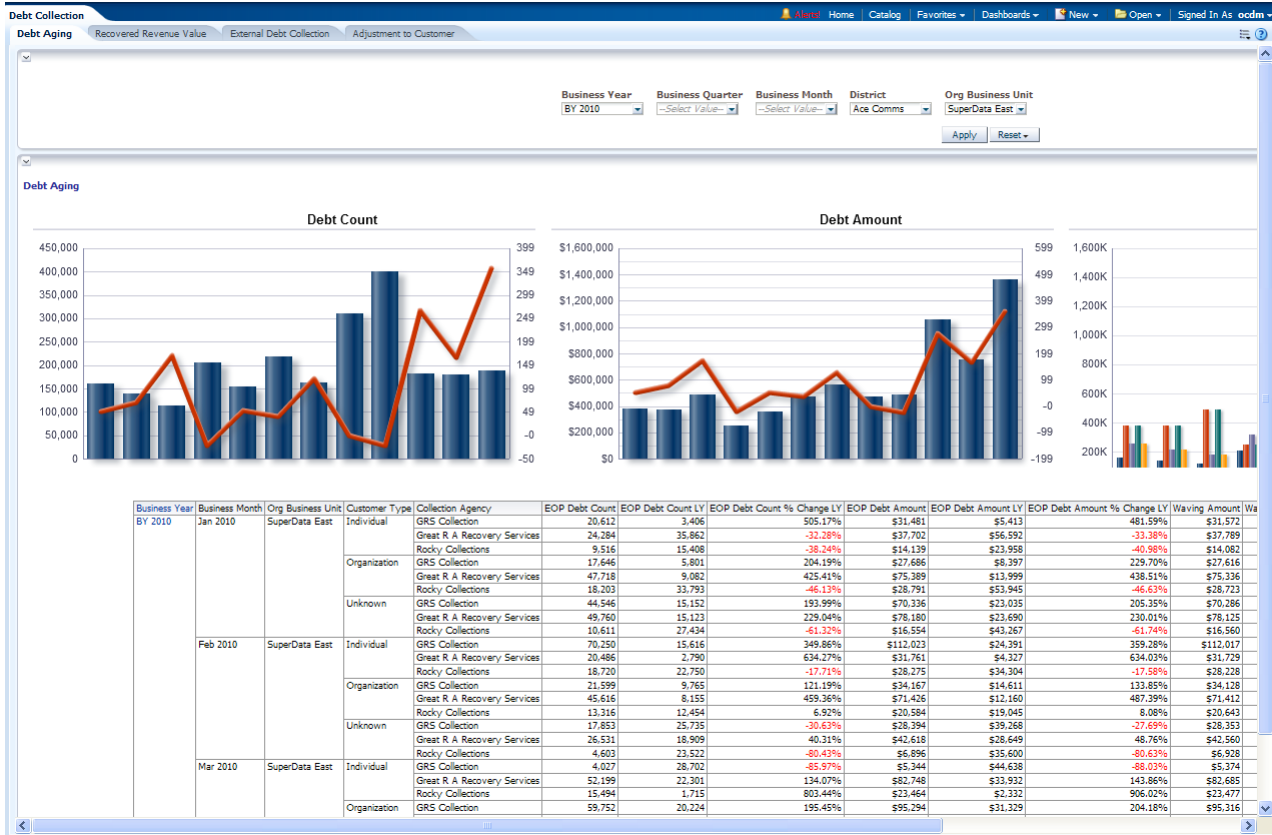 Debt Collection
Home Catalog Favorites Dashboards New Open Signed In As ocdm
Debt Aging Recovered Revenue Value External Debt Collection Adjustment to Customer
Business Year Business Quarter Business Month District Org Business Unit
BY 2010 --Select Value-- --Select Value-- Ace Comms SuperData East
Apply Reset
Debt Aging
Debt Count
450,000
400,000
350,000
300,000
250,000
200,000
150,000
100,000
50,000
0
399
349
299
249
199
149
99
49
-0
-50
Debt Amount
$1,600,000
$1,400,000
$1,200,000
$1,000,000
$800,000
$600,000
$400,000
$200,000
$0
599
499
399
299
199
99
-0
-99
-199
1,600K
1,400K
1,200K
1,000K
800K
600K
400K
200K
Business Year Business Month Org Business Unit Customer Type Collection Agency EOP Debt Count EOP Debt Count LY EOP Debt Count % Change LY EOP Debt Amount EOP Debt Amount LY EOP Debt Amount % Change LY Waving Amount Wa
BY 2010 Jan 2010 SuperData East Individual GRS Collection 20,612 3,406 505.17% $31,481 $5,413 481.59% $31,572
Great R A Recovery Services 24,284 35,862 -32.28% $37,702 $56,592 -33.38% $37,789
Rocky Collections 9,516 15,408 -38.24% $14,139 $23,958 -40.98% $14,082
Organization GRS Collection 17,646 5,801 204.19% $27,686 $8,397 229.70% $27,616
Great R A Recovery Services 47,718 9,082 425.41% $75,389 $13,999 438.51% $75,336
Rocky Collections 18,203 33,793 -46.13% $28,791 $53,945 -46.63% $28,723
Unknown GRS Collection 44,546 15,152 193.99% $70,336 $23,035 205.35% $70,286
Great R A Recovery Services 49,760 15,123 229.04% $78,180 $23,690 230.01% $78,125
Rocky Collections 10,611 27,434 -61.32% $16,554 $43,267 -61.74% $16,560
Feb 2010 SuperData East Individual GRS Collection 70,250 15,616 349.86% $112,023 $24,391 359.28% $112,017
Great R A Recovery Services 20,486 2,790 634.27% $31,761 $4,327 634.03% $31,729
Rocky Collections 18,720 22,750 -17.71% $28,275 $34,304 -17.58% $28,228
Organization GRS Collection 21,599 9,765 121.19% $34,167 $14,611 133.85% $34,128
Great R A Recovery Services 45,616 8,155 459.36% $71,426 $12,160 487.39% $71,412
Rocky Collections 13,316 12,454 6.92% $20,584 $19,045 8.08% $20,643
Unknown GRS Collection 17,853 25,735 -30.63% $28,394 $39,268 -27.69% $28,353
Great R A Recovery Services 26,531 18,909 40.31% $42,618 $28,649 48.76% $42,560
Rocky Collections 4,603 23,522 -80.43% $6,896 $35,600 -80.63% $6,928
Mar 2010 SuperData East Individual GRS Collection 4,027 28,702 -85.97% $5,344 $44,638 -88.03% $5,374
Great R A Recovery Services 52,199 22,301 134.07% $82,748 $33,932 143.86% $82,685
Rocky Collections 15,494 1,715 803.44% $23,464 $2,332 906.02% $23,477
Organization GRS Collection 59,752 20,224 195.45% $95,294 $31,329 204.18% $95,316